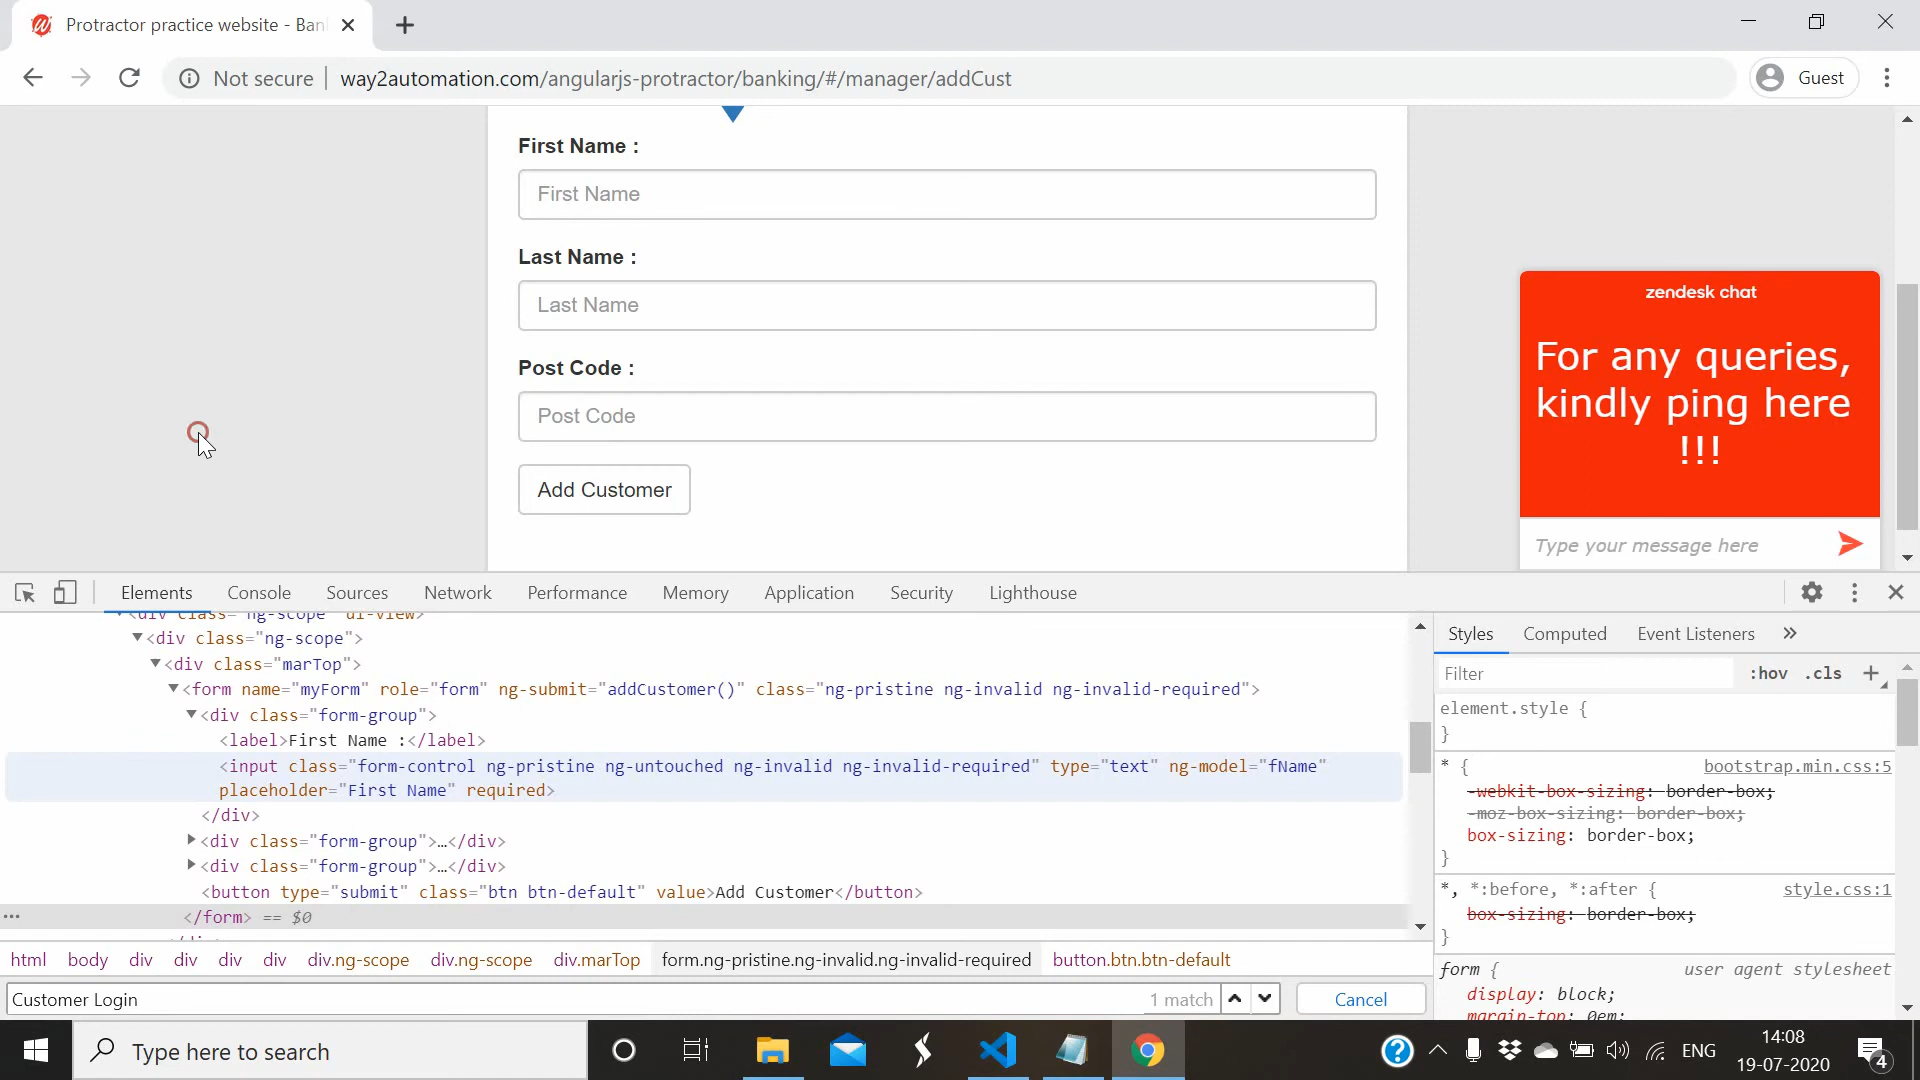 Protractor practice website - Ban
Not secure
way2automation.com/angularjs-protractor/banking/#/manager/addCust
Guest
First Name :
First Name
Last Name :
Last Name
Post Code :
Post Code
Add Customer
zendesk chat
For any queries,
kindly ping here
!!!
Type your message here
Elements Console Sources Network Performance Memory Application Security Lighthouse
<div class="ng-scope" ui-view>
<div class="ng-scope">
<div class="marTop">
<form name="myForm" role="form" ng-submit="addCustomer()" class="ng-pristine ng-invalid ng-invalid-required">
<div class="form-group">
<label>First Name :</label>
<input class="form-control ng-pristine ng-untouched ng-invalid ng-invalid-required" type="text" ng-model="fName"
placeholder="First Name" required>
</div>
<div class="form-group">…</div>
<div class="form-group">…</div>
<button type="submit" class="btn btn-default" value>Add Customer</button>
</form> == $0
html body div div div div div.ng-scope div.ng-scope div.marTop form.ng-pristine.ng-invalid.ng-invalid-required button.btn.btn-default
Customer Login
1 match
Cancel
Styles Computed Event Listeners »
Filter
:hov .cls +
element.style {
}
* {
bootstrap.min.css:5
-webkit-box-sizing: border-box;
-moz-box-sizing: border-box;
box-sizing: border-box;
}
*, *:before, *:after {
style.css:1
box-sizing: border-box;
}
form {
user agent stylesheet
display: block;
margin-top: 0em;
Type here to search
ENG
14:08
19-07-2020
4